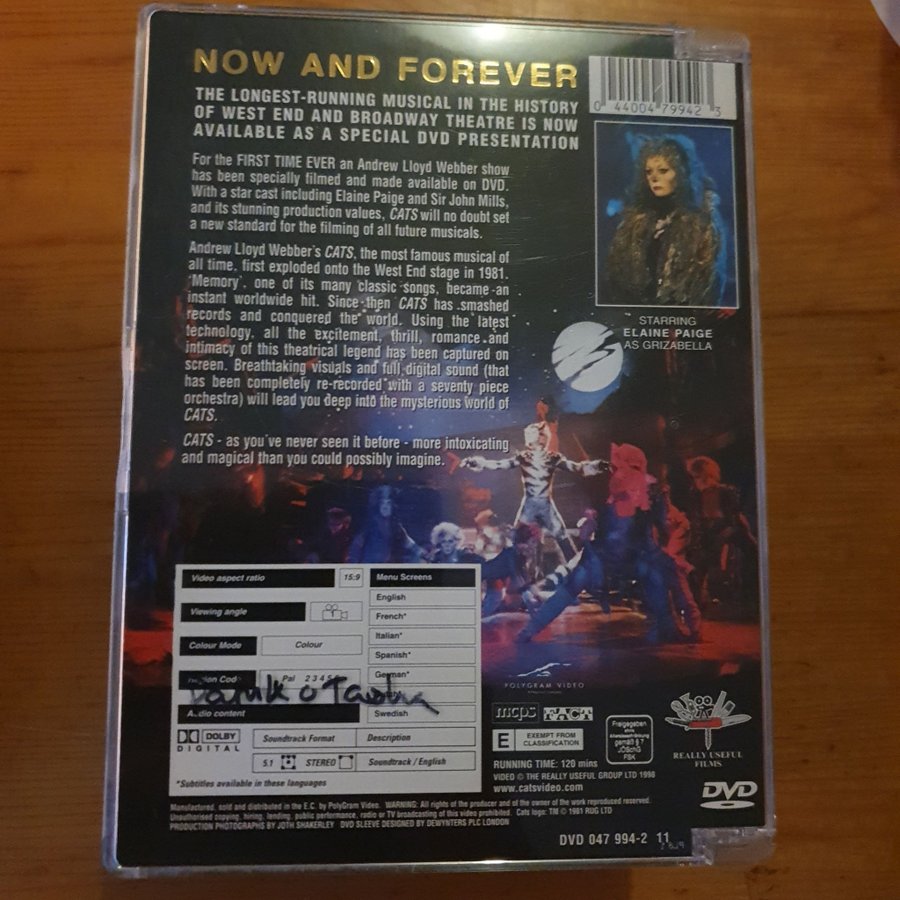 NOW AND FOREVER
THE LONGEST-RUNNING MUSICAL IN THE HISTORY
OF WEST END AND BROADWAY THEATRE IS NOW
AVAILABLE AS A SPECIAL DVD PRESENTATION
0 44004 79942 3
For the FIRST TIME EVER an Andrew Lloyd Webber show
has been specially filmed and made available on DVD.
With a star cast including Elaine Paige and Sir John Mills,
and its stunning production values, CATS will no doubt set
a new standard for the filming of all future musicals.
Andrew Lloyd Webber's CATS, the most famous musical of
all time, first exploded onto the West End stage in 1981.
'Memory', one of its many classic songs, became an
instant worldwide hit. Since then CATS has smashed
records and conquered the world. Using the latest
technology, all the excitement, thrill, romance and
intimacy of this theatrical legend has been captured on
screen. Breathtaking visuals and full digital sound (that
has been completely re-recorded with a seventy piece
orchestra) will lead you deep into the mysterious world of
CATS.
CATS - as you've never seen it before - more intoxicating
and magical than you could possibly imagine.
STARRING
ELAINE PAIGE
AS GRIZABELLA
Video aspect ratio 15:9
Viewing angle 1
Colour Mode Colour
Region Code Pal 2 3 4 5
Audio content
DOLBY
DIGITAL
Soundtrack Format Description
5.1 STEREO Soundtrack / English
*Subtitles available in these languages
Menu Screens
English
French*
Italian*
Spanish*
German*
Swedish
POLYGRAM VIDEO
mcps FACT
E EXEMPT FROM
CLASSIFICATION
Freigegeben
ohne
Altersbeschränkung
gemäß § 7
JÖSchG
FSK
REALLY USEFUL
FILMS
RUNNING TIME: 120 mins
VIDEO © THE REALLY USEFUL GROUP LTD 1998
www.catsvideo.com
DVD
VIDEO
Manufactured, sold and distributed in the E.C. by PolyGram Video. WARNING: All rights of the producer and of the owner of the work reproduced reserved.
Unauthorised copying, hiring, lending, public performance, radio or TV broadcasting of this video prohibited. Cats logo: TM © 1981 RUG LTD
PRODUCTION PHOTOGRAPHS BY JOTH SHAKERLEY DVD SLEEVE DESIGNED BY DEWYNTERS PLC LONDON
DVD 047 994-2 11